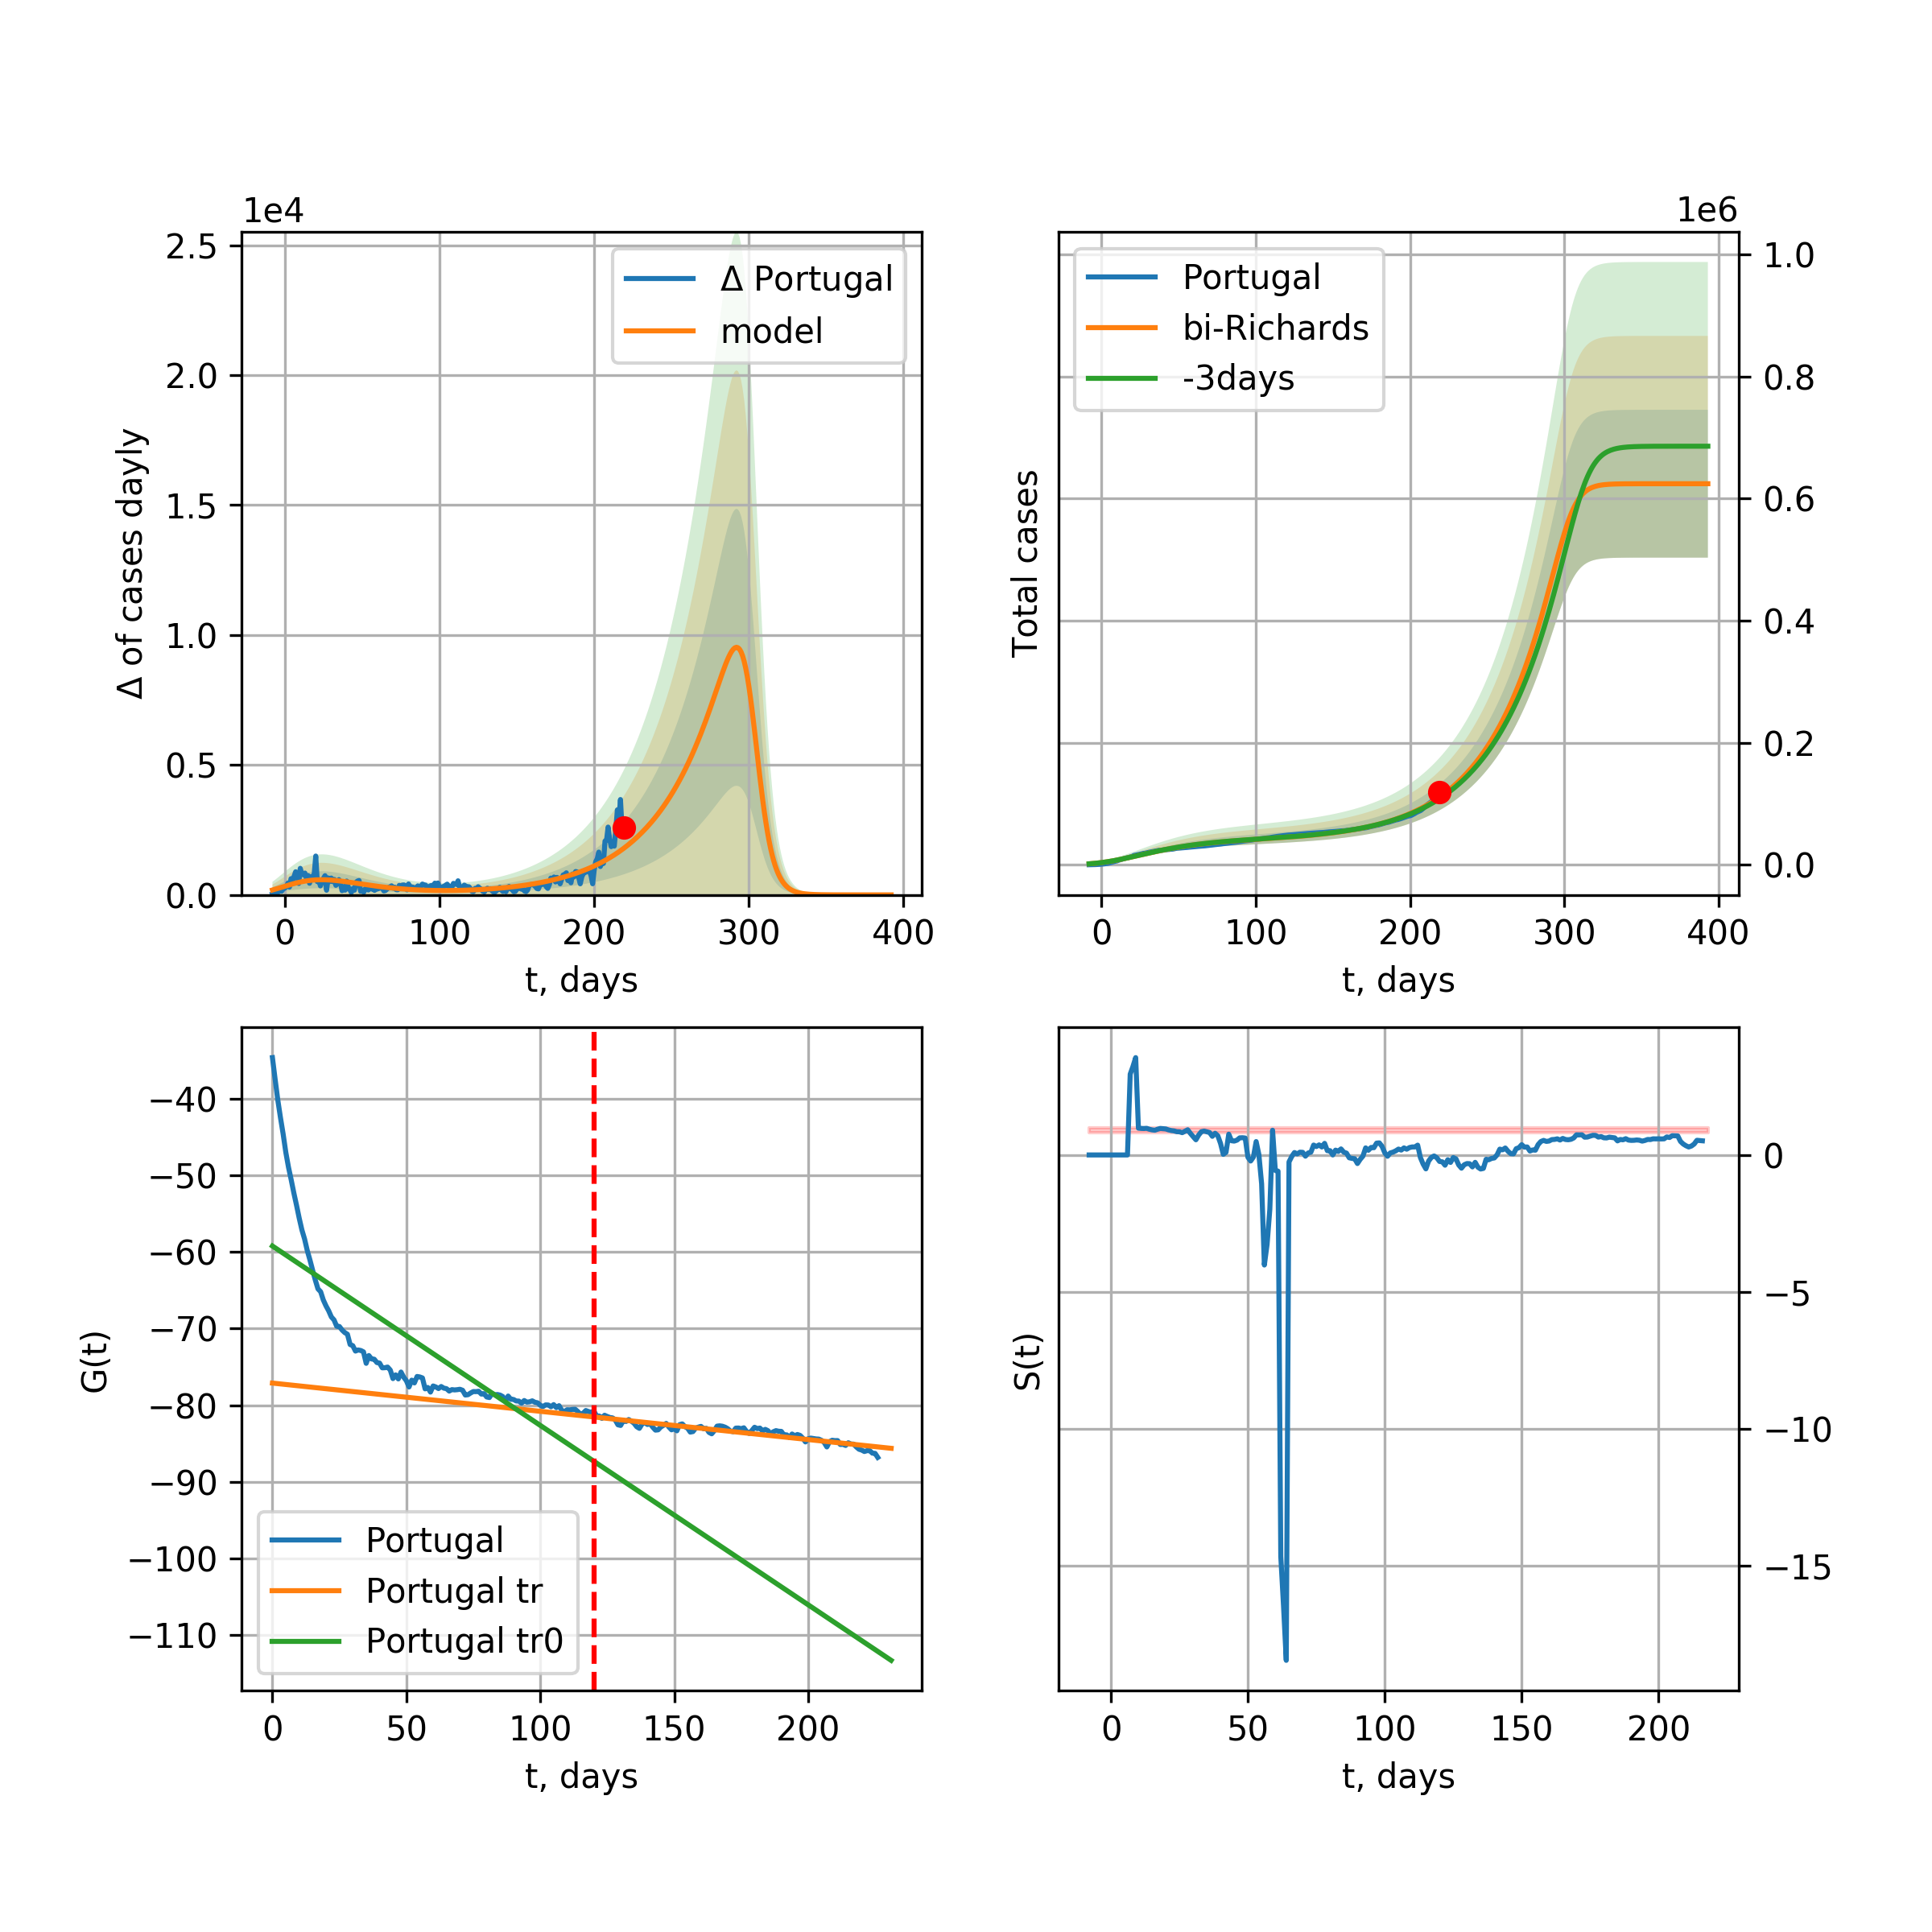 1e4
2.5
2.0
1.5
1.0
0.5
0.0
Δ of cases dayly
Δ Portugal
model
0 100 200 300 400
t, days
1e6
1.0
0.8
0.6
0.4
0.2
0.0
Total cases
Portugal
bi-Richards
-3days
0 100 200 300 400
t, days
−40
−50
−60
−70
−80
−90
−100
−110
G(t)
Portugal
Portugal tr
Portugal tr0
0 50 100 150 200
t, days
0
−5
−10
−15
S(t)
0 50 100 150 200
t, days